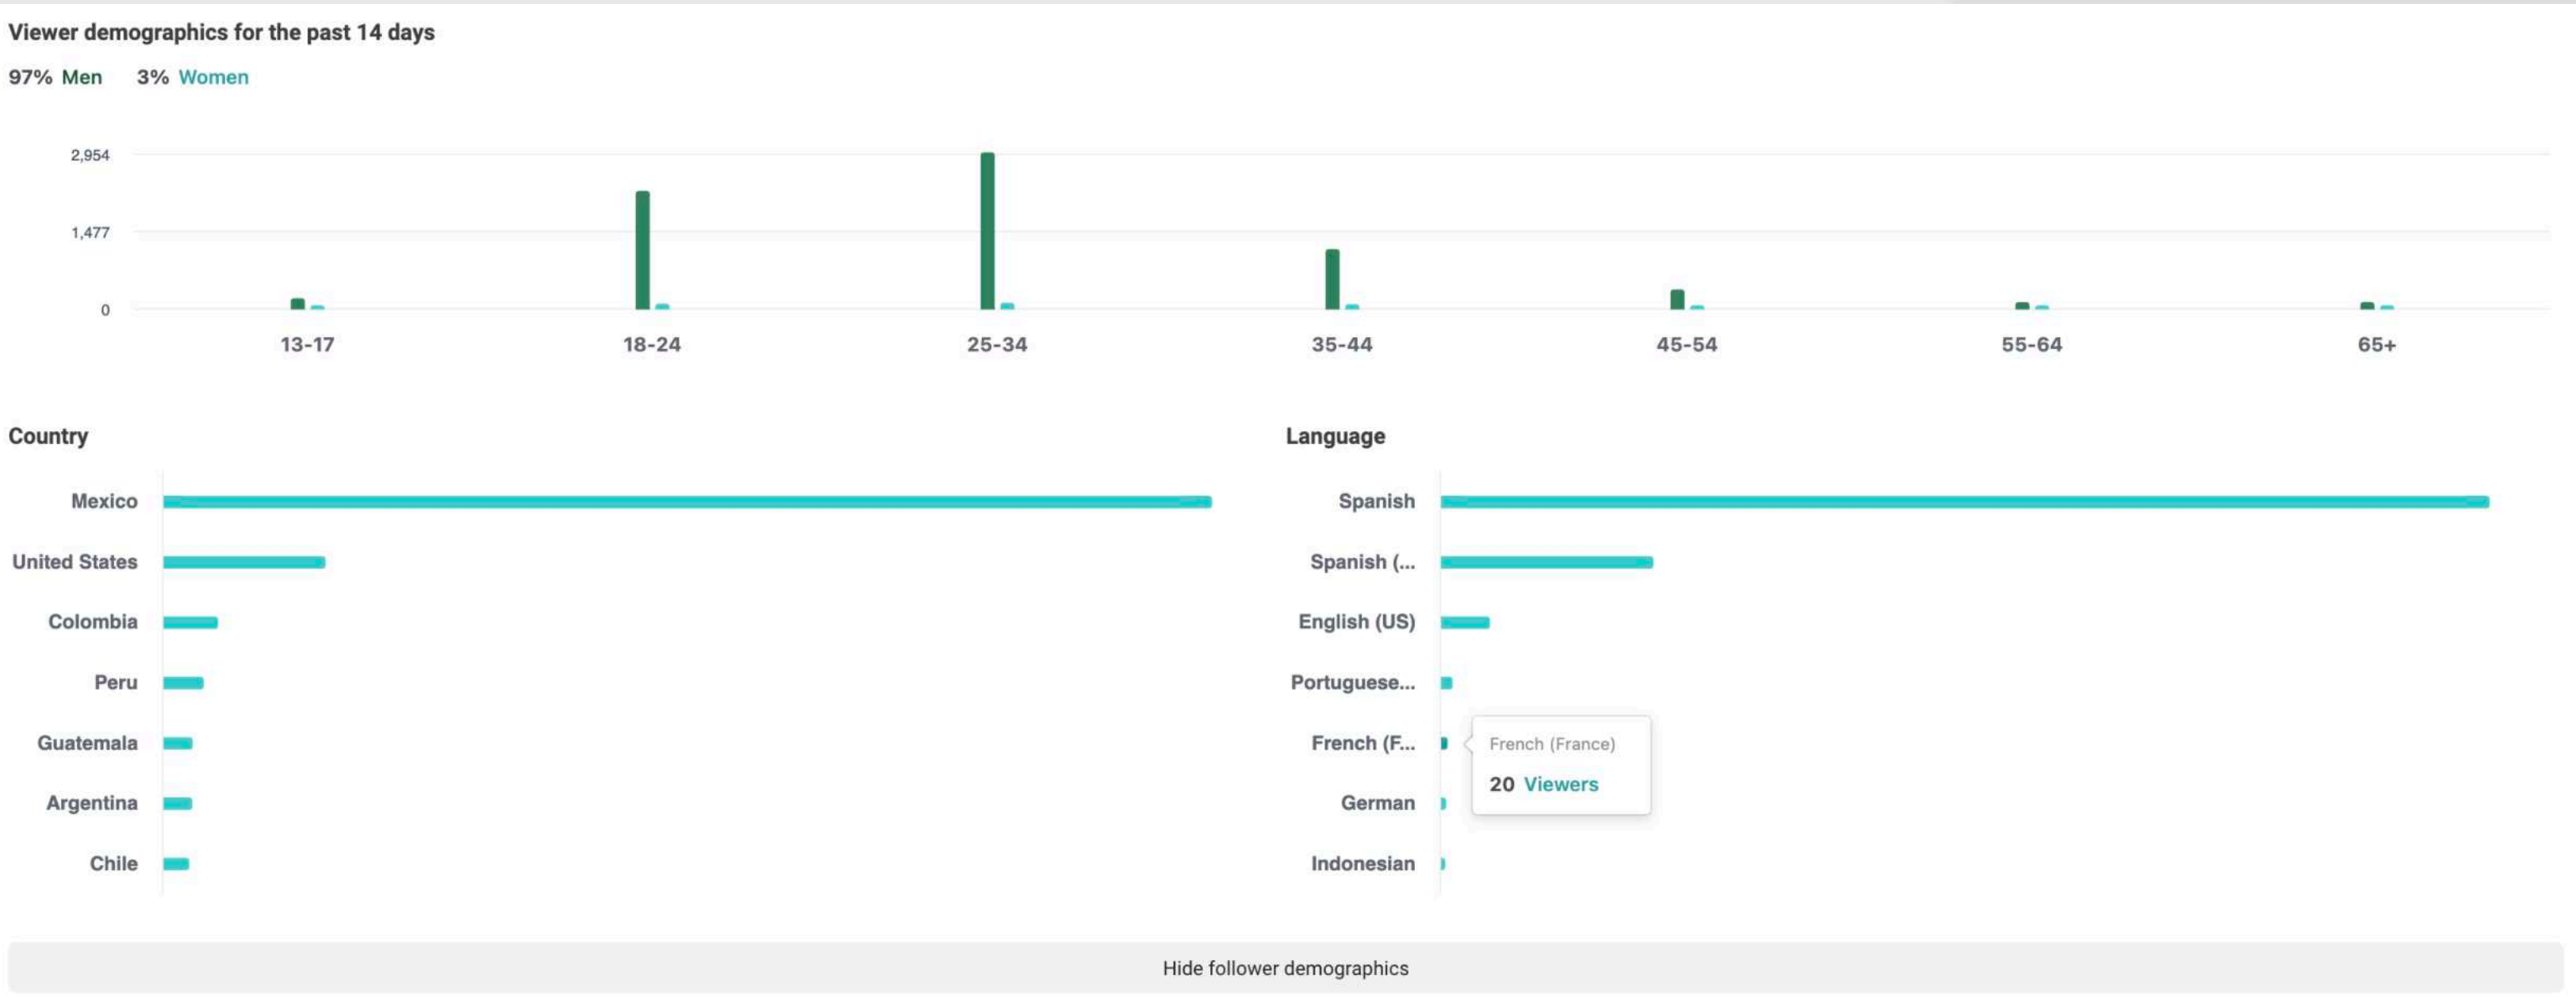 Viewer demographics for the past 14 days
97% Men 3% Women
2,954
1,477
0
13-17 18-24 25-34 35-44 45-54 55-64 65+
Country
Mexico
United States
Colombia
Peru
Guatemala
Argentina
Chile
Language
Spanish
Spanish (...
English (US)
Portuguese...
French (F...
German
Indonesian
French (France)
20 Viewers
Hide follower demographics